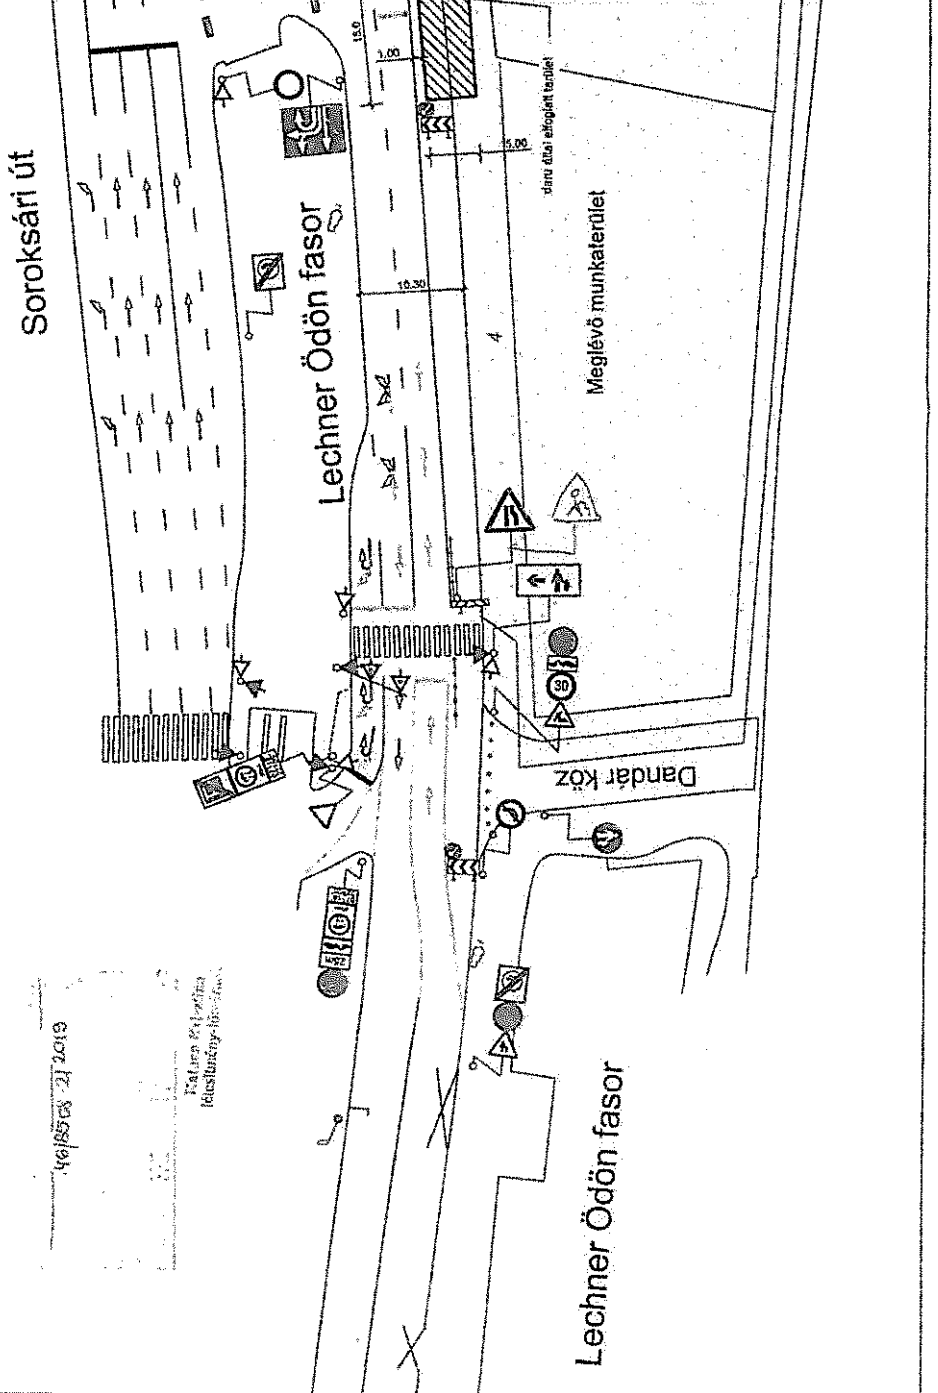 Soroksári út
15.0
3.00
5.00
daru által elfoglalt terület
Lechner Ödön fasor
10.30
4
Meglévő munkaterület
30
Dandár köz
2019
Lechner Ödön fasor